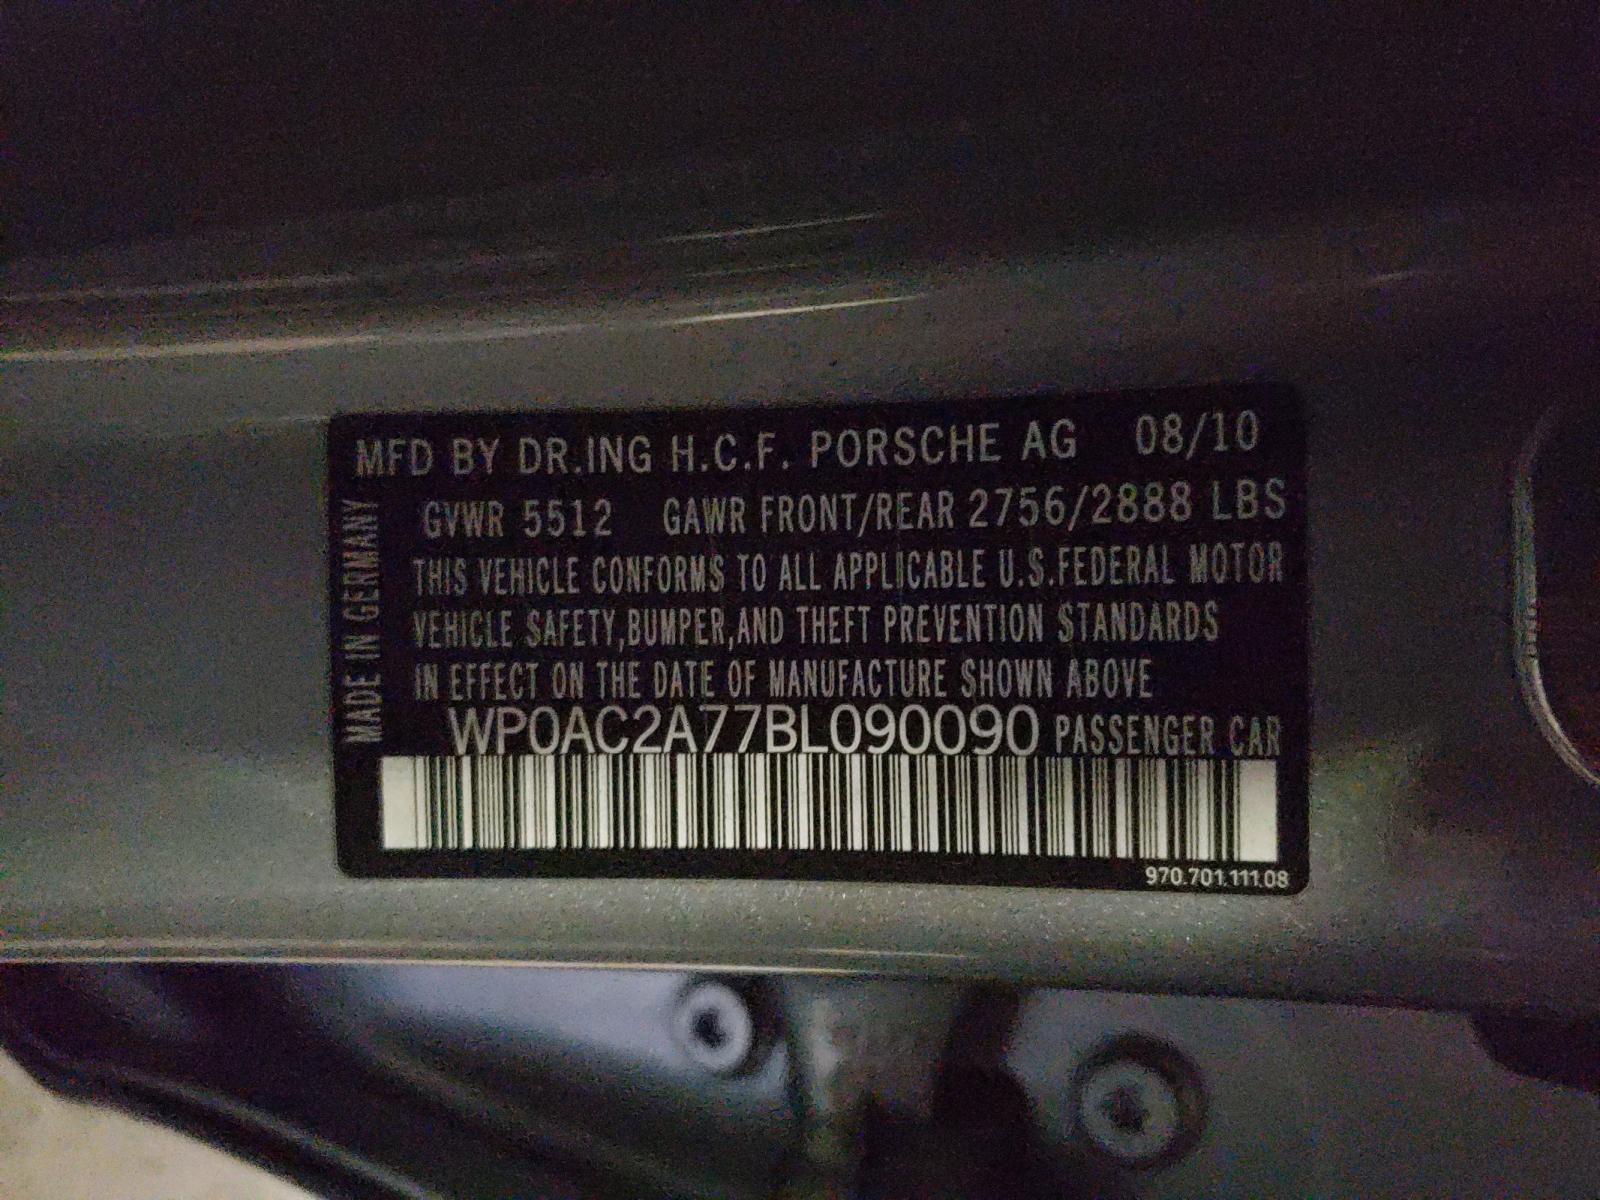 MFD BY DR.ING H.C.F. PORSCHE AG 08/10
GVWR 5512 GAWR FRONT/REAR 2756/2888 LBS
THIS VEHICLE CONFORMS TO ALL APPLICABLE U.S.FEDERAL MOTOR
VEHICLE SAFETY,BUMPER,AND THEFT PREVENTION STANDARDS
IN EFFECT ON THE DATE OF MANUFACTURE SHOWN ABOVE
WP0AC2A77BL090090 PASSENGER CAR
970.701.111.08
MADE IN GERMANY